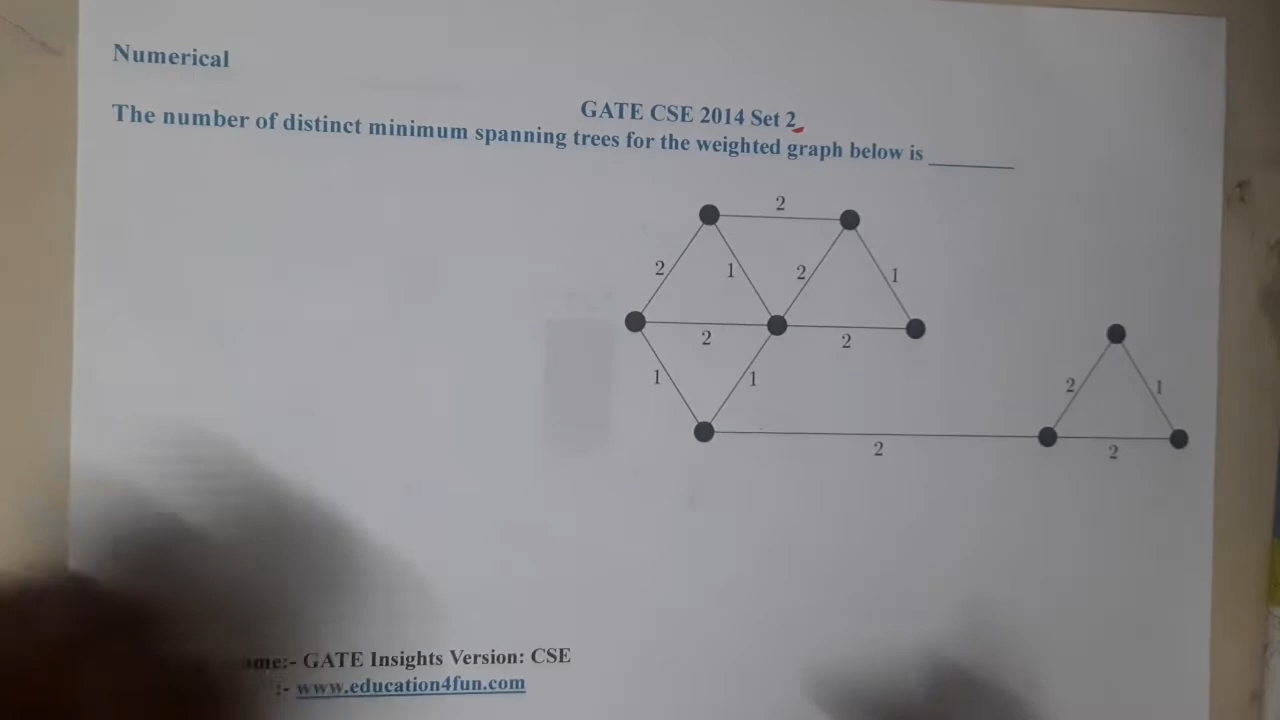 Numerical
GATE CSE 2014 Set 2
The number of distinct minimum spanning trees for the weighted graph below is ________
2
2
1
2
1
2
2
1
1
2
1
2
2
GATE Insights Version: CSE
:- www.education4fun.com